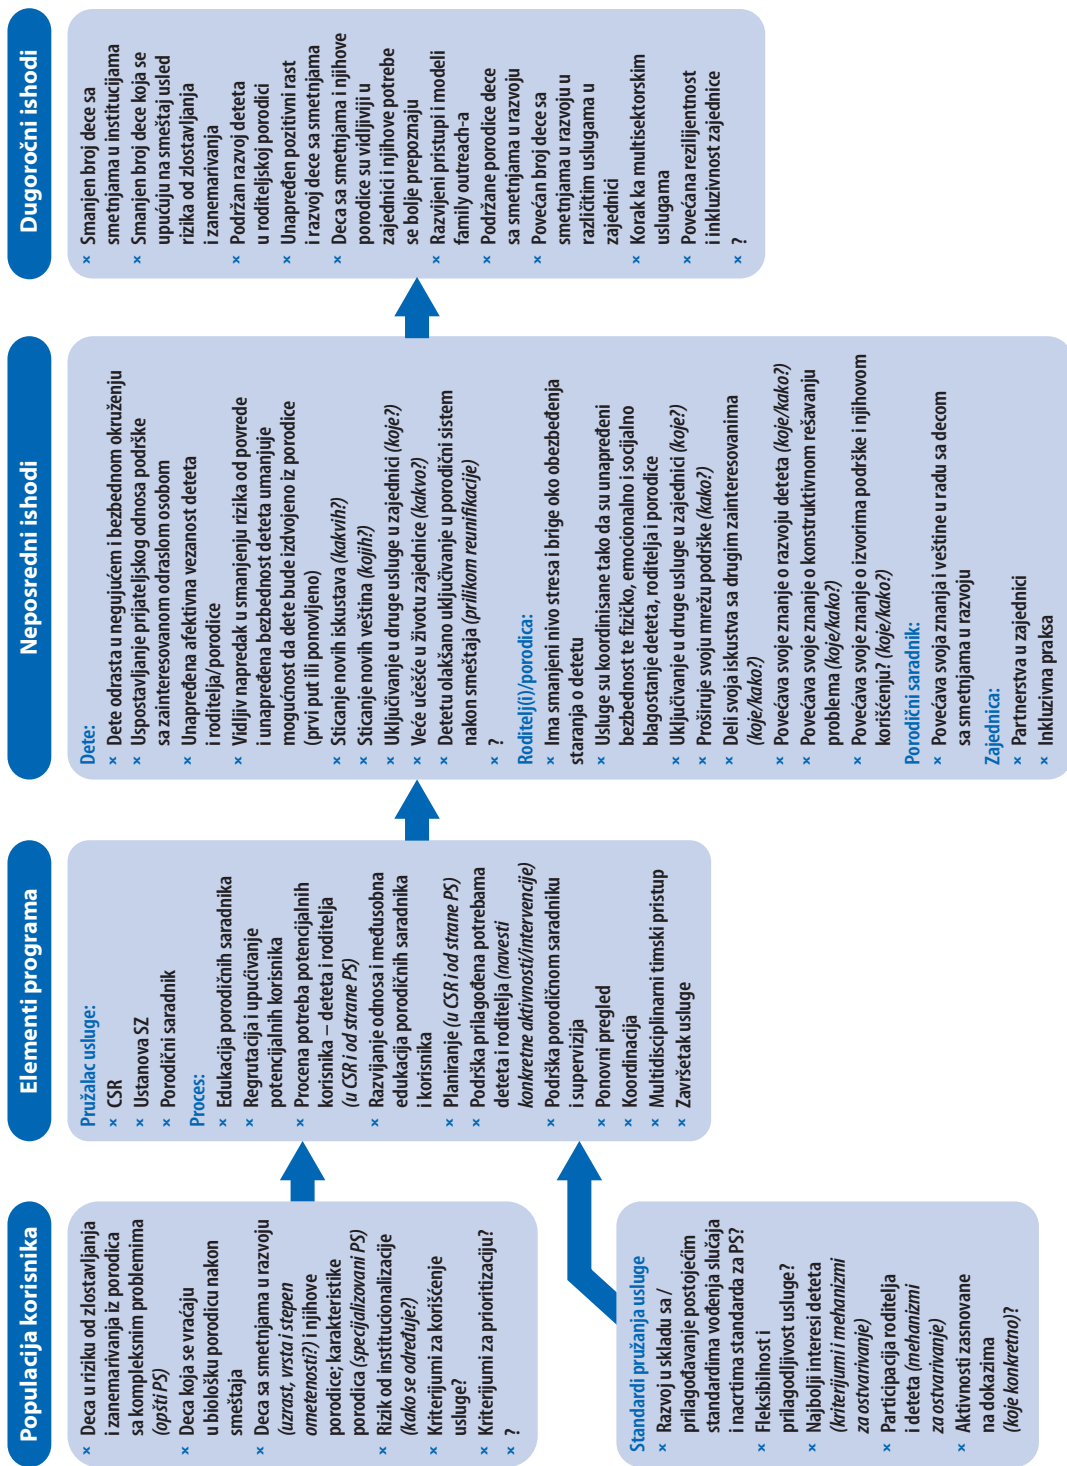 Populacija korisnika
× Deca u riziku od zlostavljanja
i zanemarivanja iz porodica
sa kompleksnim problemima
(opšti PS)
× Deca koja se vraćaju
u biološku porodicu nakon
smeštaja
× Deca sa smetnjama u razvoju
(uzrast, vrsta i stepen
ometenosti?) i njihove
porodice; karakteristike
porodica (specijalizovani PS)
× Rizik od institucionalizacije
(kako se određuje?)
× Kriterijumi za korišćenje
usluge?
× Kriterijumi za prioritizaciju?
× ?
Standardi pružanja usluge
× Razvoj u skladu sa /
prilagođavanje postojećim
standardima vođenja slučaja
i nacrtima standarda za PS?
× Fleksibilnost i
prilagodljivost usluge?
× Najbolji interesi deteta
(kriterijumi i mehanizmi
za ostvarivanje)
× Participacija roditelja
i deteta (mehanizmi
za ostvarivanje)
× Aktivnosti zasnovane
na dokazima
(koje konkretno)?
Elementi programa
Pružalac usluge:
× CSR
× Ustanova SZ
× Porodični saradnik
Proces:
× Edukacija porodičnih saradnika
× Regrutacija i upućivanje
potencijalnih korisnika
× Procena potreba potencijalnih
korisnika – deteta i roditelja
(u CSR i od strane PS)
× Razvijanje odnosa i međusobna
edukacija porodičnih saradnika
i korisnika
× Planiranje (u CSR i od strane PS)
× Podrška prilagođena potrebama
deteta i roditelja (navesti
konkretne aktivnosti/intervencije)
× Podrška porodičnom saradniku
i supervizija
× Ponovni pregled
× Koordinacija
× Multidisciplinarni timski pristup
× Završetak usluge
Neposredni ishodi
Dete:
× Dete odrasta u negujućem i bezbednom okruženju
× Uspostavljanje prijateljskog odnosa podrške
sa zainteresovanom odraslom osobom
× Unapređena afektivna vezanost deteta
i roditelja/porodice
× Vidljiv napredak u smanjenju rizika od povrede
i unapređena bezbednost deteta umanjuje
mogućnost da dete bude izdvojeno iz porodice
(prvi put ili ponovljeno)
× Sticanje novih iskustava (kakvih?)
× Sticanje novih veština (kojih?)
× Uključivanje u druge usluge u zajednici (koje?)
× Veće učešće u životu zajednice (kakvo?)
× Detetu olakšano uključivanje u porodični sistem
nakon smeštaja (prilikom reunifikacije)
× ?
Roditelj(i)/porodica:
× Ima smanjeni nivo stresa i brige oko obezbeđenja
staranja o detetu
× Usluge su koordinisane tako da su unapređeni
bezbednost te fizičko, emocionalno i socijalno
blagostanje deteta, roditelja i porodice
× Uključivanje u druge usluge u zajednici (koje?)
× Proširuje svoju mrežu podrške (kako?)
× Deli svoja iskustva sa drugim zainteresovanima
(koje/kako?)
× Povećava svoje znanje o razvoju deteta (koje/kako?)
× Povećava svoje znanje o konstruktivnom rešavanju
problema (koje/kako?)
× Povećava svoje znanje o izvorima podrške i njihovom
korišćenju? (koje/kako?)
Porodični saradnik:
× Povećava svoja znanja i veštine u radu sa decom
sa smetnjama u razvoju
Zajednica:
× Partnerstva u zajednici
× Inkluzivna praksa
Dugoročni ishodi
× Smanjen broj dece sa
smetnjama u institucijama
× Smanjen broj dece koja se
upućuju na smeštaj usled
rizika od zlostavljanja
i zanemarivanja
× Podržan razvoj deteta
u roditeljskoj porodici
× Unapređen pozitivni rast
i razvoj dece sa smetnjama
× Deca sa smetnjama i njihove
porodice su vidljiviji u
zajednici i njihove potrebe
se bolje prepoznaju
× Razvijeni pristupi i modeli
family outreach-a
× Podržane porodice dece
sa smetnjama u razvoju
× Povećan broj dece sa
smetnjama u razvoju u
različitim uslugama u
zajednici
× Korak ka multisektorskim
uslugama
× Povećana rezilijentnost
i inkluzivnost zajednice
× ?